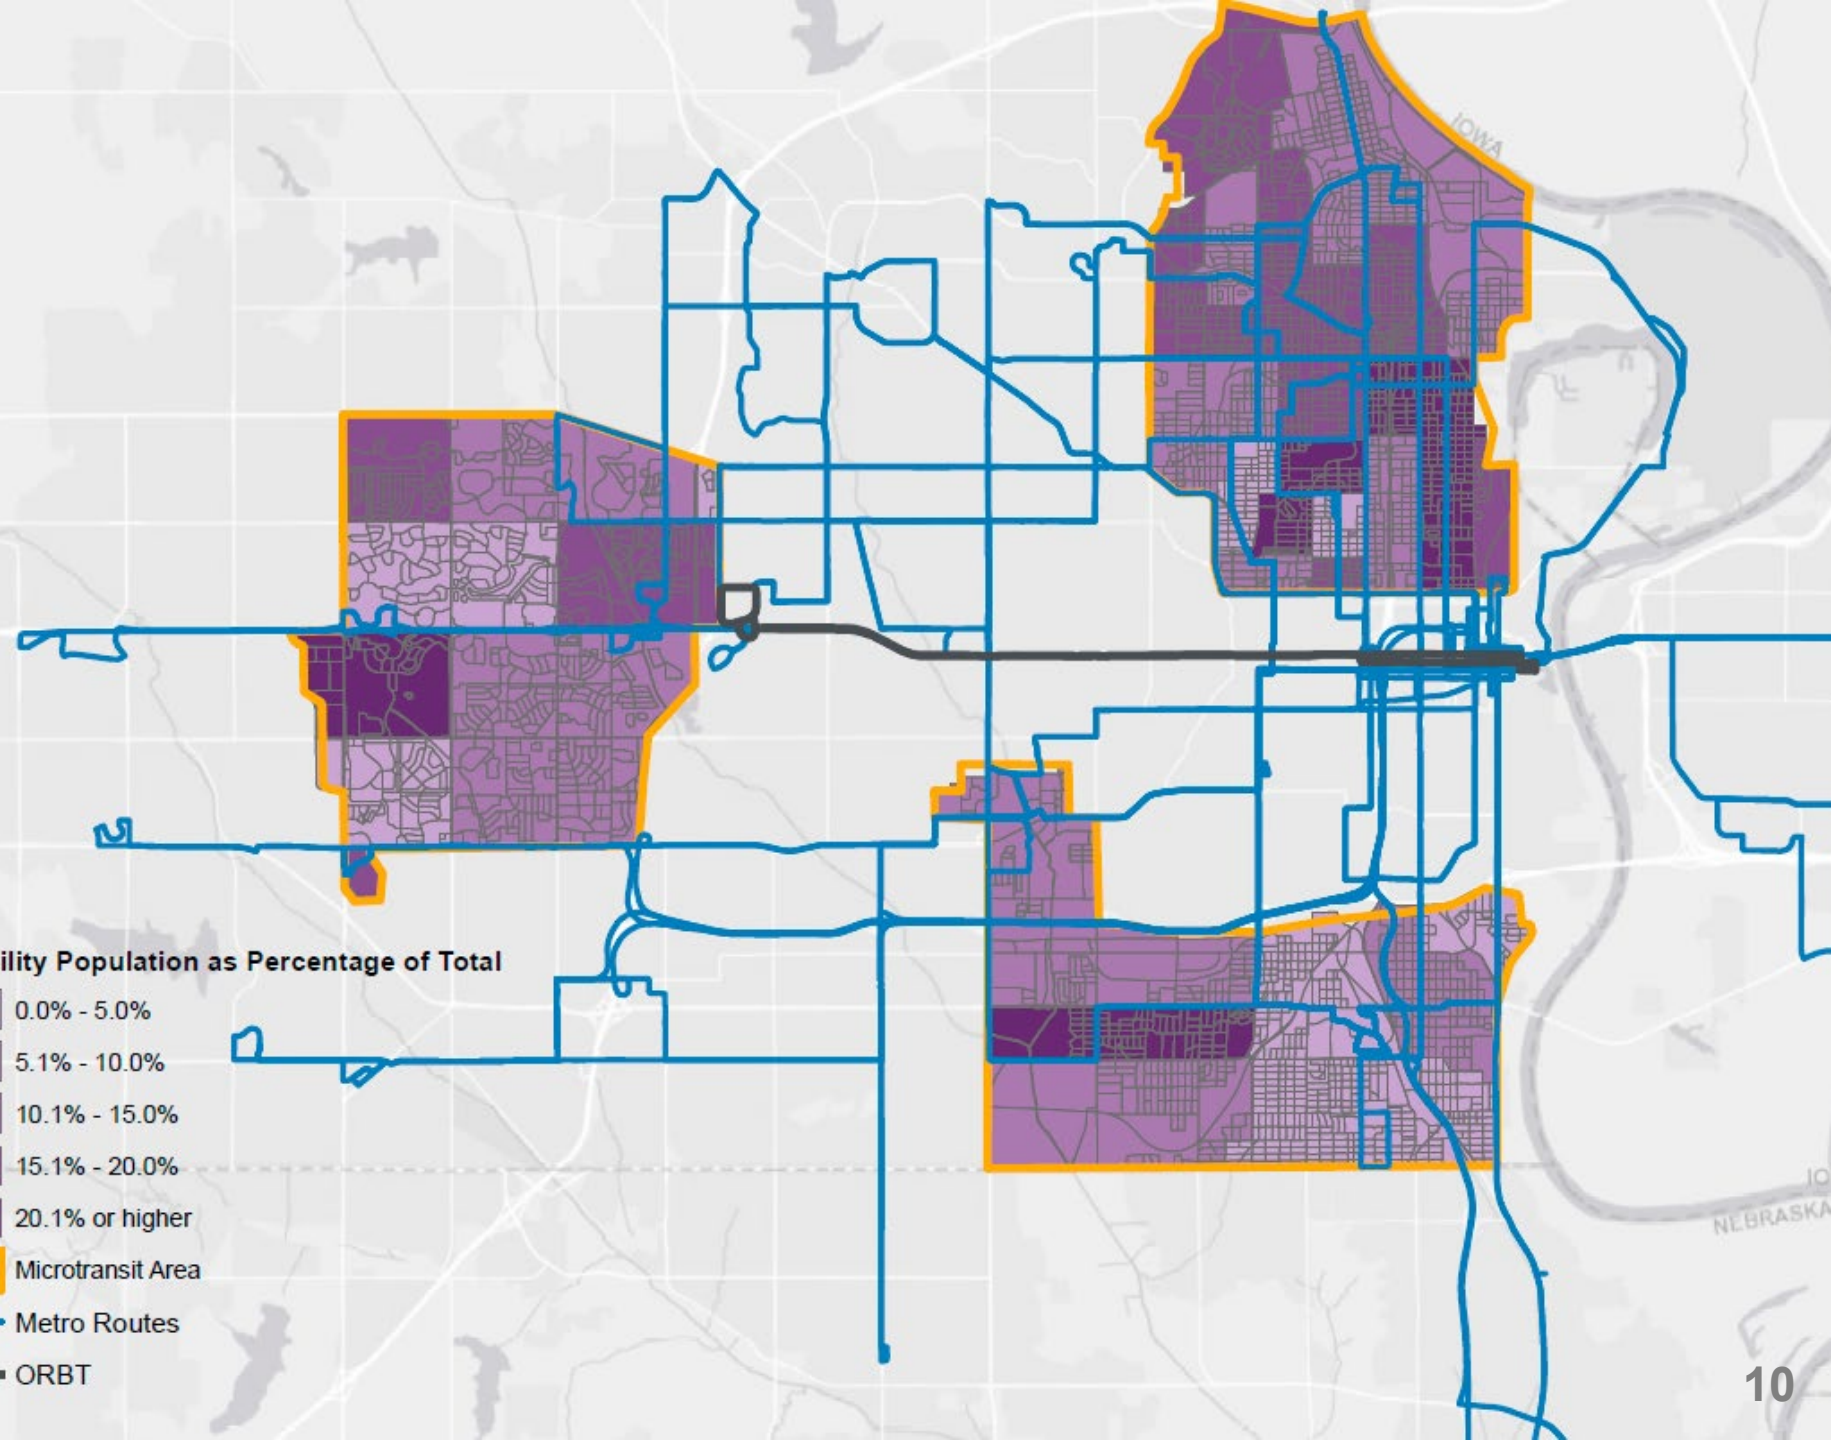 IOWA
ility Population as Percentage of Total
0.0% - 5.0%
5.1% - 10.0%
10.1% - 15.0%
15.1% - 20.0%
20.1% or higher
Microtransit Area
Metro Routes
ORBT
IO
NEBRASKA
10